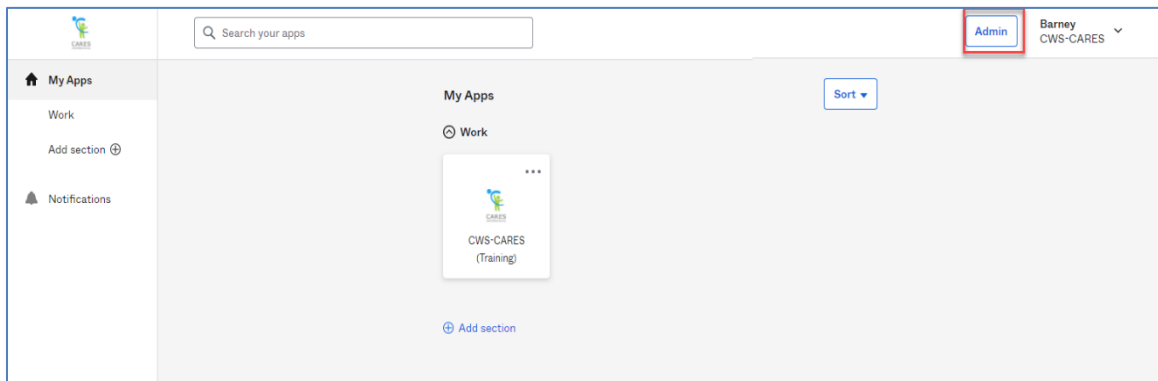 CARES
Search your apps
Admin
Barney
CWS-CARES
My Apps
Work
Add section
Notifications
My Apps
Sort
Work
CARES
CWS-CARES
(Training)
Add section